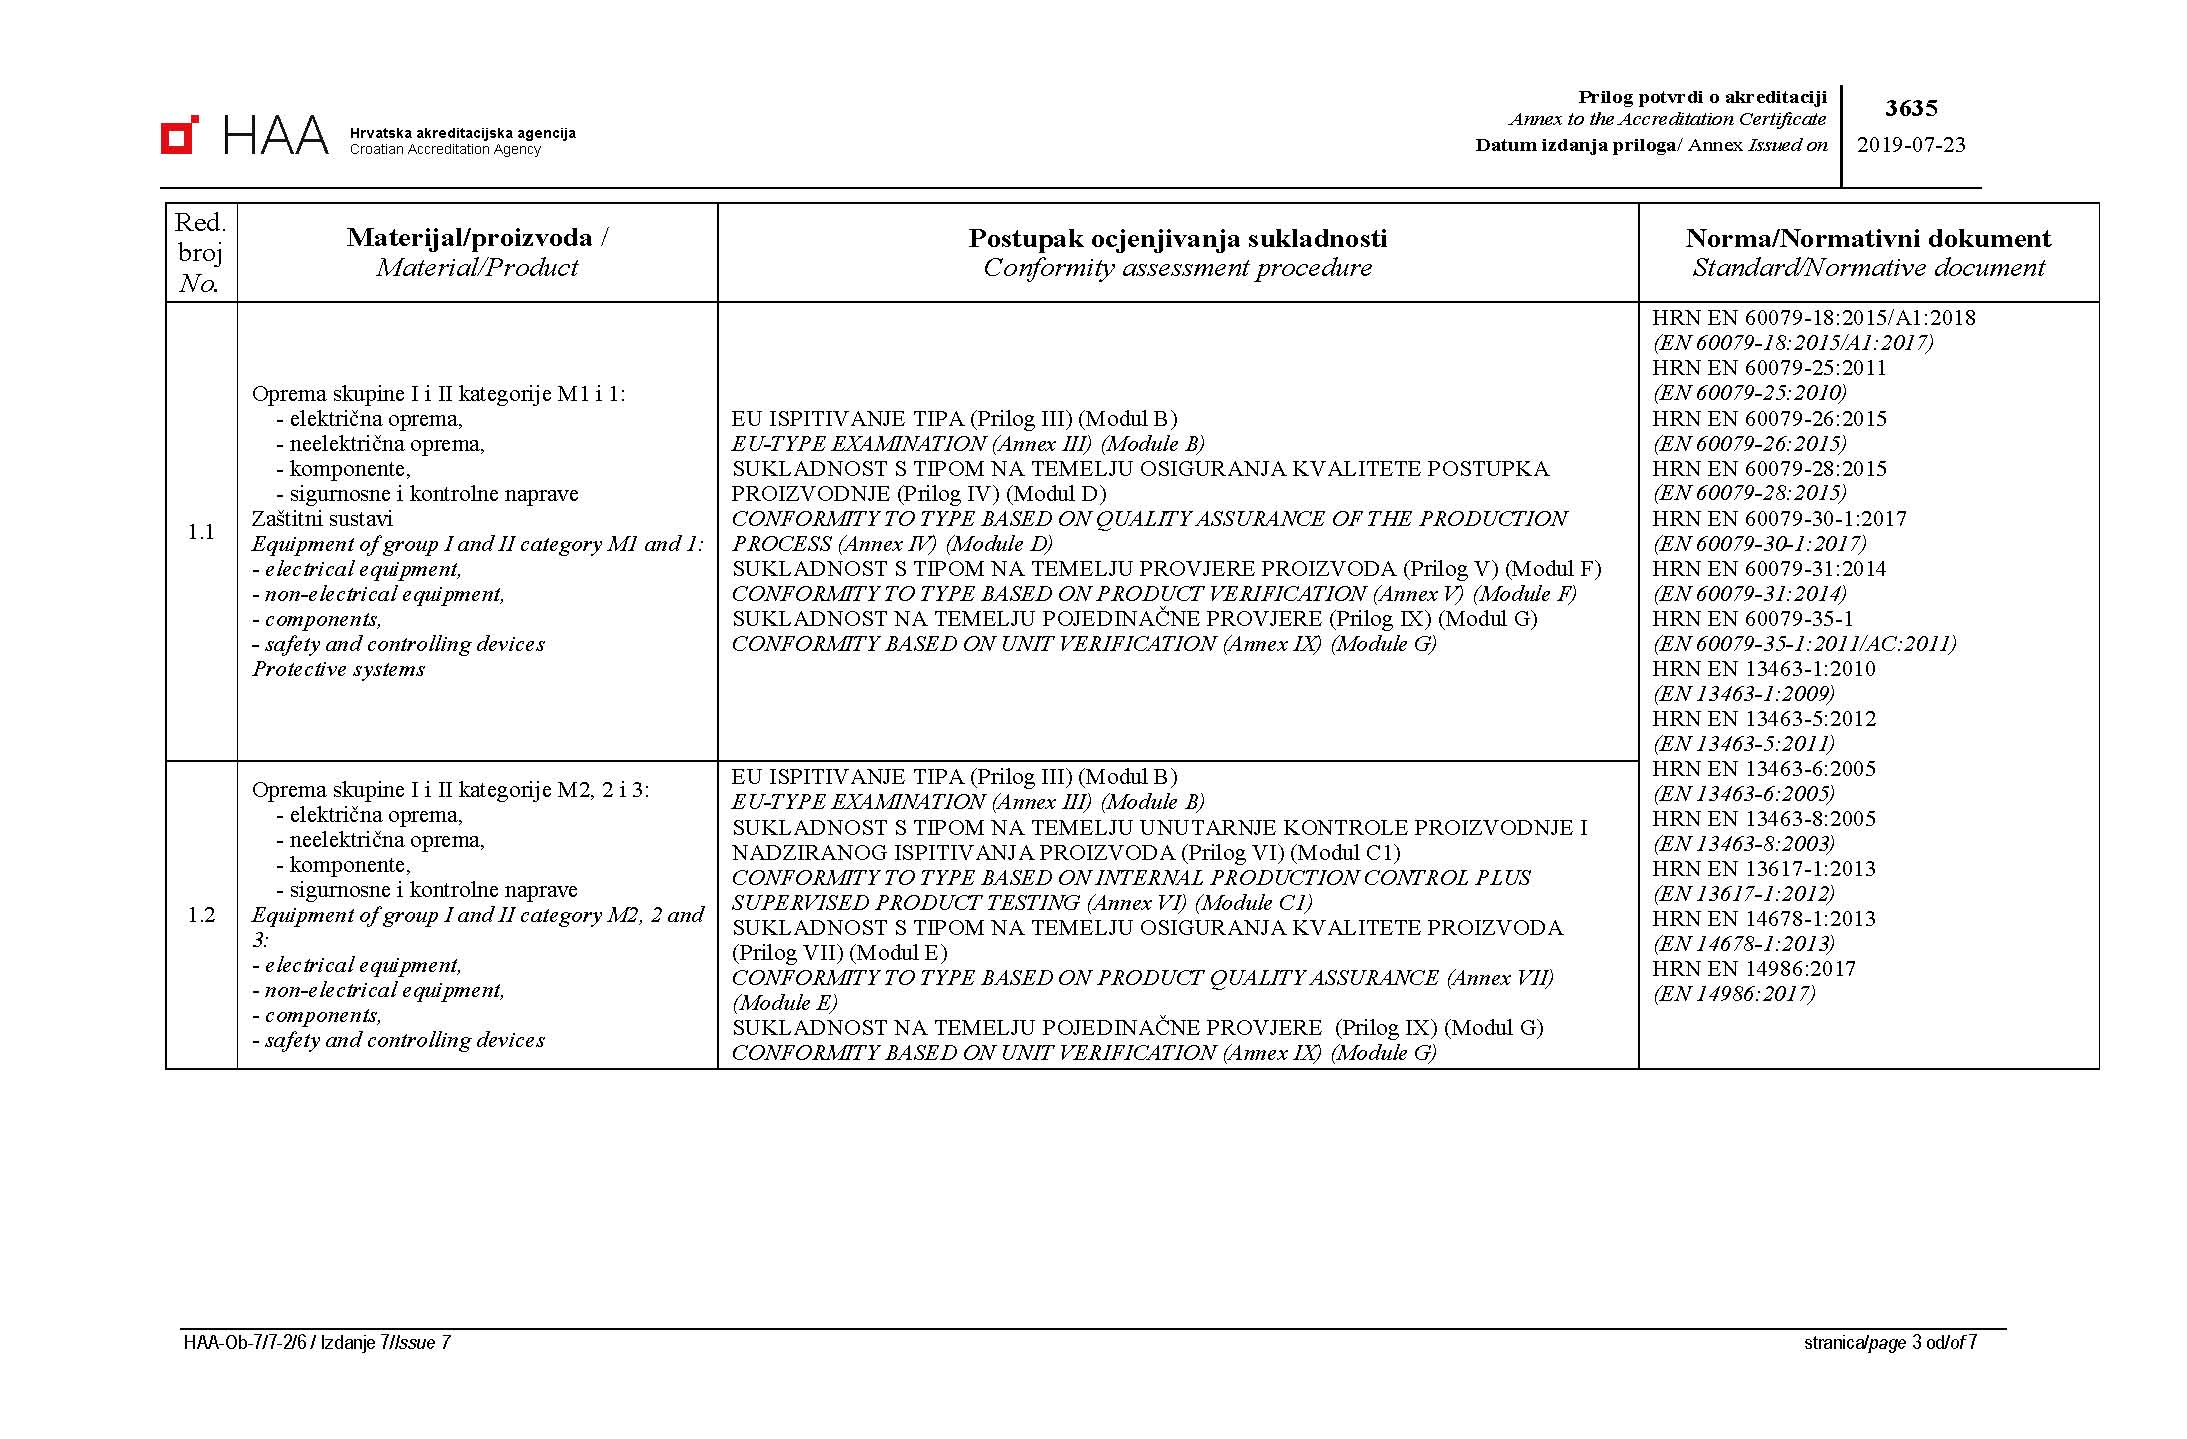 HAA
Hrvatska akreditacijska agencija
Croatian Accreditation Agency
Prilog potvrdi o akreditaciji
Annex to the Accreditation Certificate
Datum izdanja priloga/ Annex Issued on
3635
2019-07-23
Red.
broj
No.
Materijal/proizvoda /
Material/Product
Postupak ocjenjivanja sukladnosti
Conformity assessment procedure
Norma/Normativni dokument
Standard/Normative document
1.1
Oprema skupine I i II kategorije M1 i 1:
- električna oprema,
- neelektrična oprema,
- komponente,
- sigurnosne i kontrolne naprave
Zaštitni sustavi
Equipment of group I and II category M1 and 1:
- electrical equipment,
- non-electrical equipment,
- components,
- safety and controlling devices
Protective systems
EU ISPITIVANJE TIPA (Prilog III) (Modul B)
EU-TYPE EXAMINATION (Annex III) (Module B)
SUKLADNOST S TIPOM NA TEMELJU OSIGURANJA KVALITETE POSTUPKA
PROIZVODNJE (Prilog IV) (Modul D)
CONFORMITY TO TYPE BASED ON QUALITY ASSURANCE OF THE PRODUCTION
PROCESS (Annex IV) (Module D)
SUKLADNOST S TIPOM NA TEMELJU PROVJERE PROIZVODA (Prilog V) (Modul F)
CONFORMITY TO TYPE BASED ON PRODUCT VERIFICATION (Annex V) (Module F)
SUKLADNOST NA TEMELJU POJEDINAČNE PROVJERE (Prilog IX) (Modul G)
CONFORMITY BASED ON UNIT VERIFICATION (Annex IX) (Module G)
HRN EN 60079-18:2015/A1:2018
(EN 60079-18:2015/A1:2017)
HRN EN 60079-25:2011
(EN 60079-25:2010)
HRN EN 60079-26:2015
(EN 60079-26:2015)
HRN EN 60079-28:2015
(EN 60079-28:2015)
HRN EN 60079-30-1:2017
(EN 60079-30-1:2017)
HRN EN 60079-31:2014
(EN 60079-31:2014)
HRN EN 60079-35-1
(EN 60079-35-1:2011/AC:2011)
HRN EN 13463-1:2010
(EN 13463-1:2009)
HRN EN 13463-5:2012
(EN 13463-5:2011)
HRN EN 13463-6:2005
(EN 13463-6:2005)
HRN EN 13463-8:2005
(EN 13463-8:2003)
HRN EN 13617-1:2013
(EN 13617-1:2012)
HRN EN 14678-1:2013
(EN 14678-1:2013)
HRN EN 14986:2017
(EN 14986:2017)
1.2
Oprema skupine I i II kategorije M2, 2 i 3:
- električna oprema,
- neelektrična oprema,
- komponente,
- sigurnosne i kontrolne naprave
Equipment of group I and II category M2, 2 and
3:
- electrical equipment,
- non-electrical equipment,
- components,
- safety and controlling devices
EU ISPITIVANJE TIPA (Prilog III) (Modul B)
EU-TYPE EXAMINATION (Annex III) (Module B)
SUKLADNOST S TIPOM NA TEMELJU UNUTARNJE KONTROLE PROIZVODNJE I
NADZIRANOG ISPITIVANJA PROIZVODA (Prilog VI) (Modul C1)
CONFORMITY TO TYPE BASED ON INTERNAL PRODUCTION CONTROL PLUS
SUPERVISED PRODUCT TESTING (Annex VI) (Module C1)
SUKLADNOST S TIPOM NA TEMELJU OSIGURANJA KVALITETE PROIZVODA
(Prilog VII) (Modul E)
CONFORMITY TO TYPE BASED ON PRODUCT QUALITY ASSURANCE (Annex VII)
(Module E)
SUKLADNOST NA TEMELJU POJEDINAČNE PROVJERE (Prilog IX) (Modul G)
CONFORMITY BASED ON UNIT VERIFICATION (Annex IX) (Module G)
HAA-Ob-7/7-2/6 / Izdanje 7/Issue 7
stranica/page 3 od/of 7